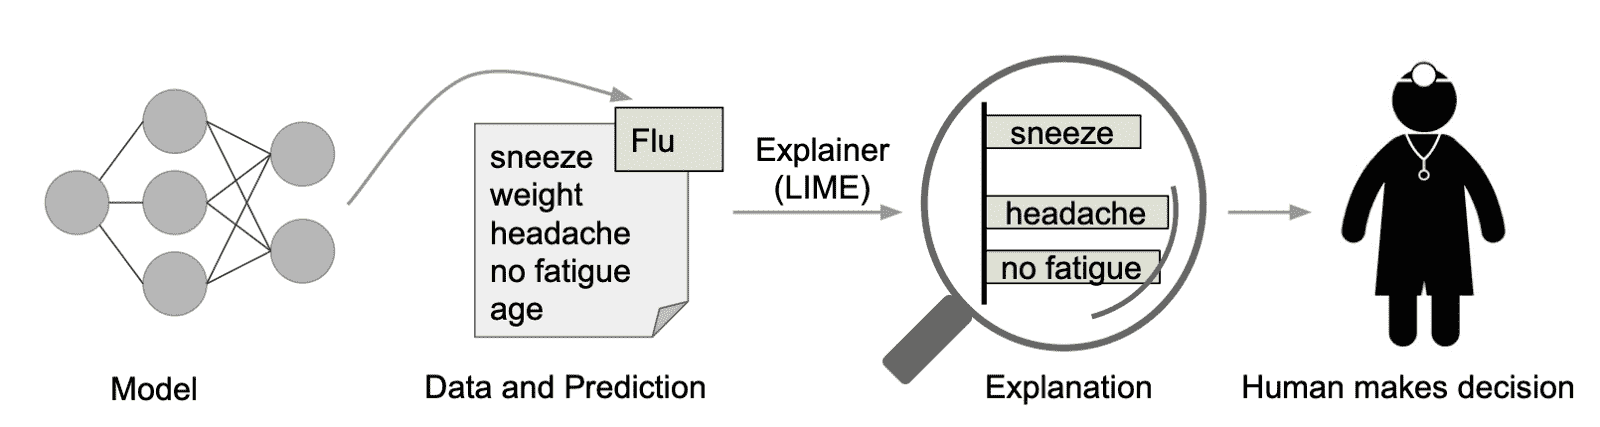 Flu
sneeze
weight
headache
no fatigue
age
Explainer
(LIME)
sneeze
headache
no fatigue
Model
Data and Prediction
Explanation
Human makes decision